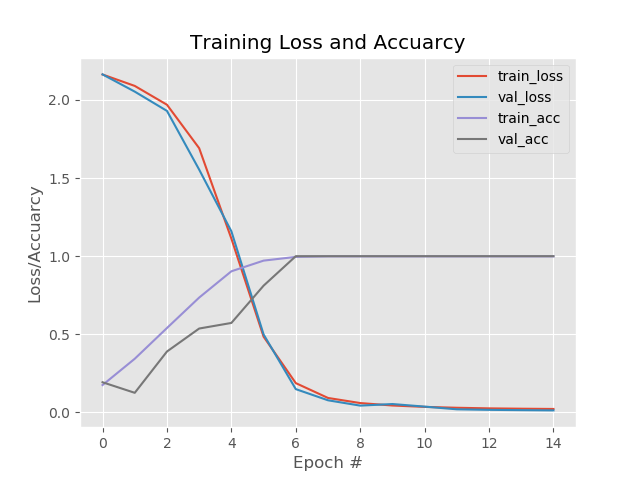 Training Loss and Accuarcy
train_loss
val_loss
train_acc
val_acc
Loss/Accuarcy
2.0
1.5
1.0
0.5
0.0
0 2 4 6 8 10 12 14
Epoch #